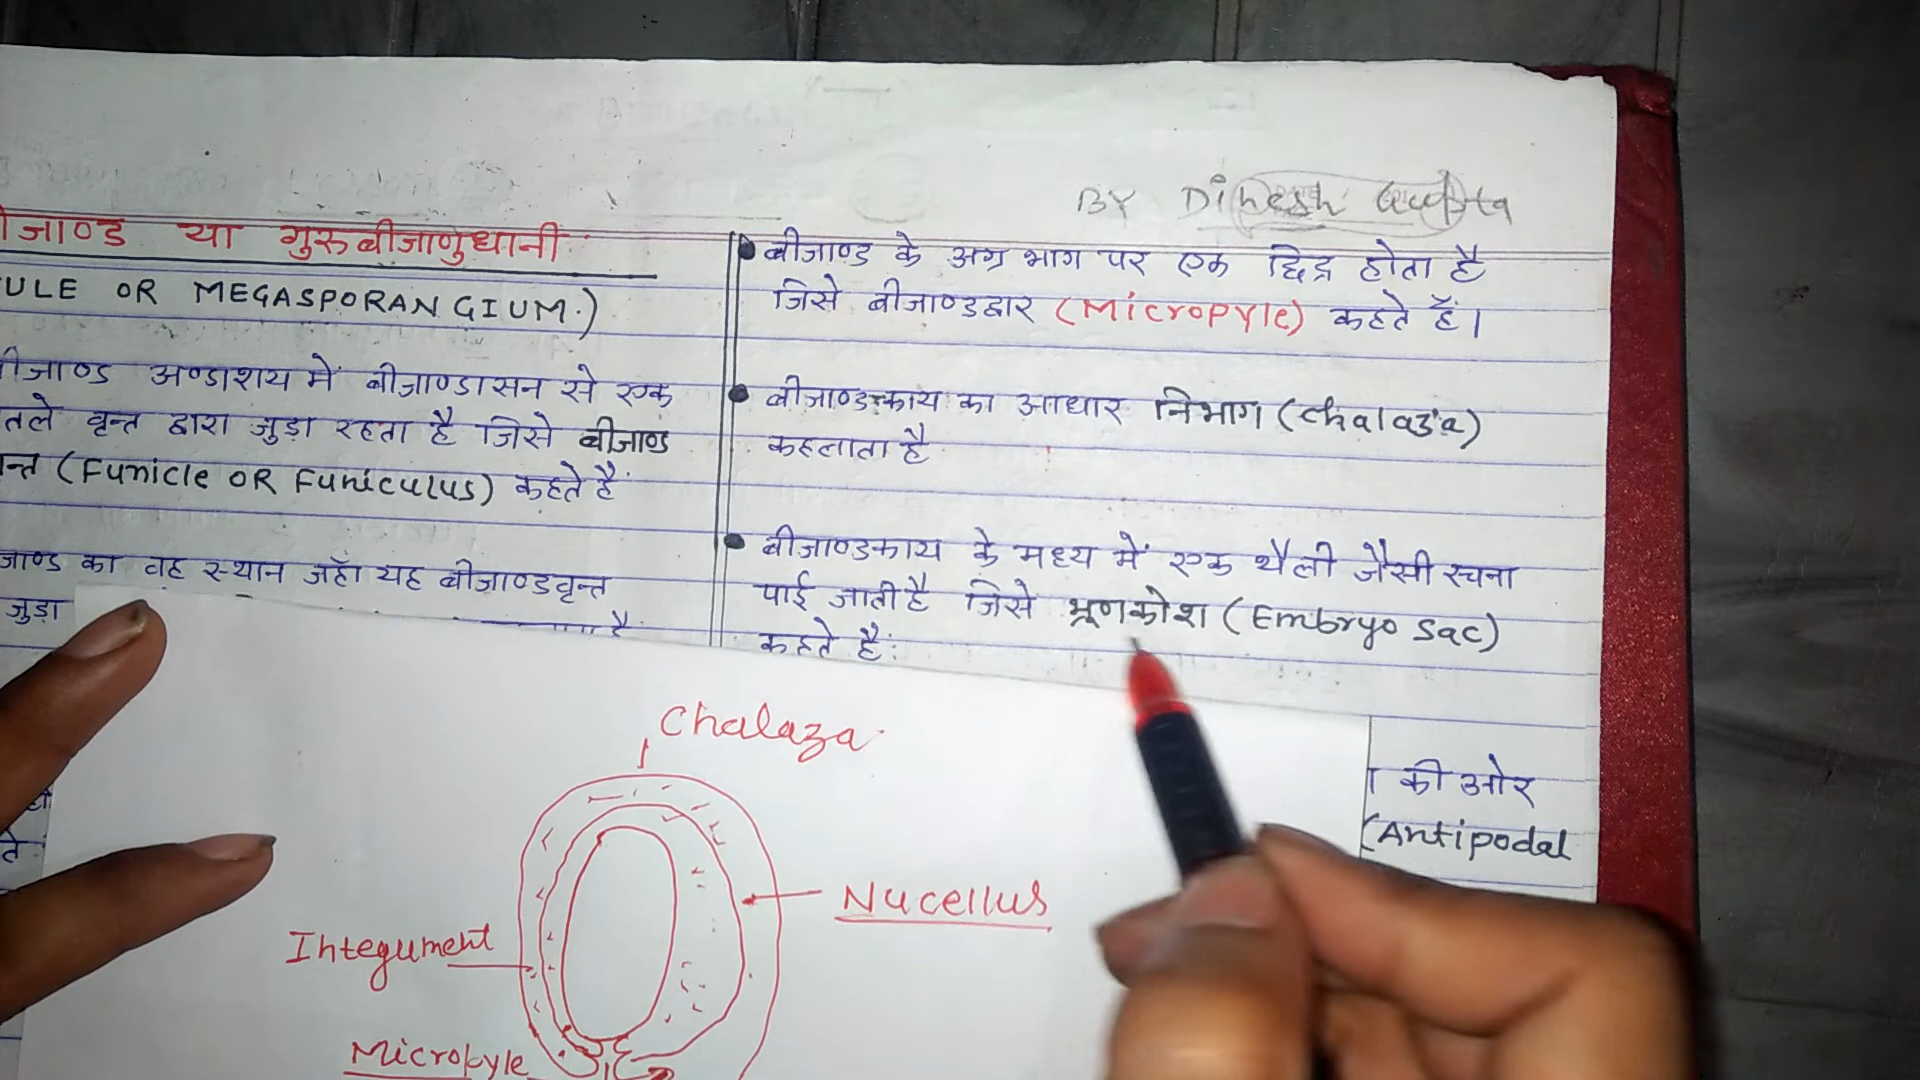 BY Dinesh Gupta
जाण्ड या गुरुबीजाणुधानी
ULE OR MEGASPORANGIUM.)
बीजाण्ड अण्डाशय में बीजाण्डासन से एक
तले वृन्त द्वारा जुड़ा रहता है जिसे बीजाण्ड
न्त (Funicle OR Funiculus) कहते हैं
जाण्ड का वह स्थान जहाँ यह बीजाण्डवृन्त
जुड़ा
है
• बीजाण्ड के अग्र भाग पर एक छिद्र होता है
जिसे बीजाण्डद्वार (Micropyle) कहते हैं।
• बीजाण्डकाय का आधार निभाग (chalaza)
कहलाता है
• बीजाण्डकाय के मध्य में एक थैली जैसी रचना
पाई जाती है जिसे भ्रूणकोश (Embryo sac)
कहते है:
की ओर
(Antipodal
Chalaza
Nucellus
Integument
Micropyle